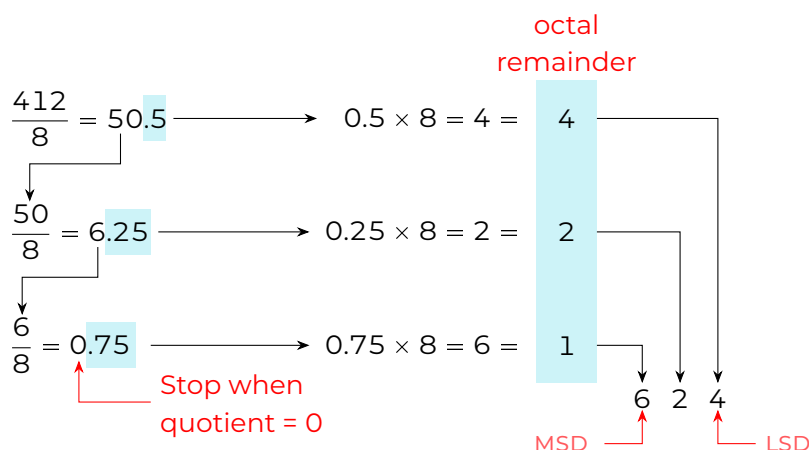 octal
remainder
412/8 = 50.5 0.5 × 8 = 4 = 4
50/8 = 6.25 0.25 × 8 = 2 = 2
6/8 = 0.75 0.75 × 8 = 6 = 1
Stop when
quotient = 0
6 2 4
MSD LSD